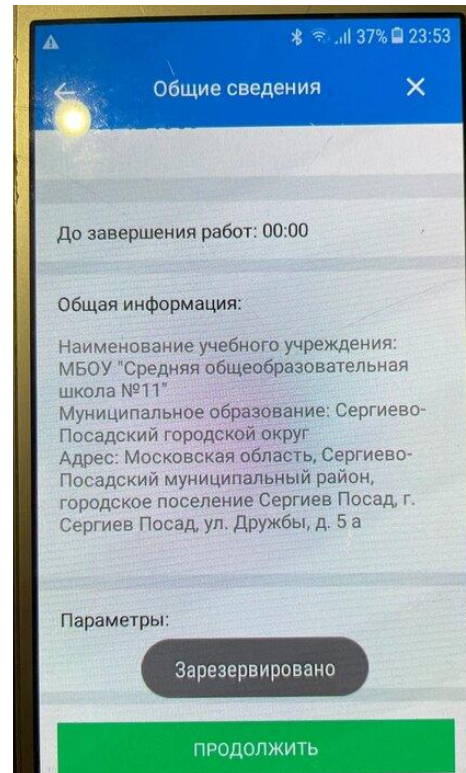 37% 23:53
Общие сведения
До завершения работ: 00:00
Общая информация:
Наименование учебного учреждения:
МБОУ "Средняя общеобразовательная
школа №11"
Муниципальное образование: Сергиево-
Посадский городской округ
Адрес: Московская область, Сергиево-
Посадский муниципальный район,
городское поселение Сергиев Посад, г.
Сергиев Посад, ул. Дружбы, д. 5 а
Параметры:
Зарезервировано
ПРОДОЛЖИТЬ